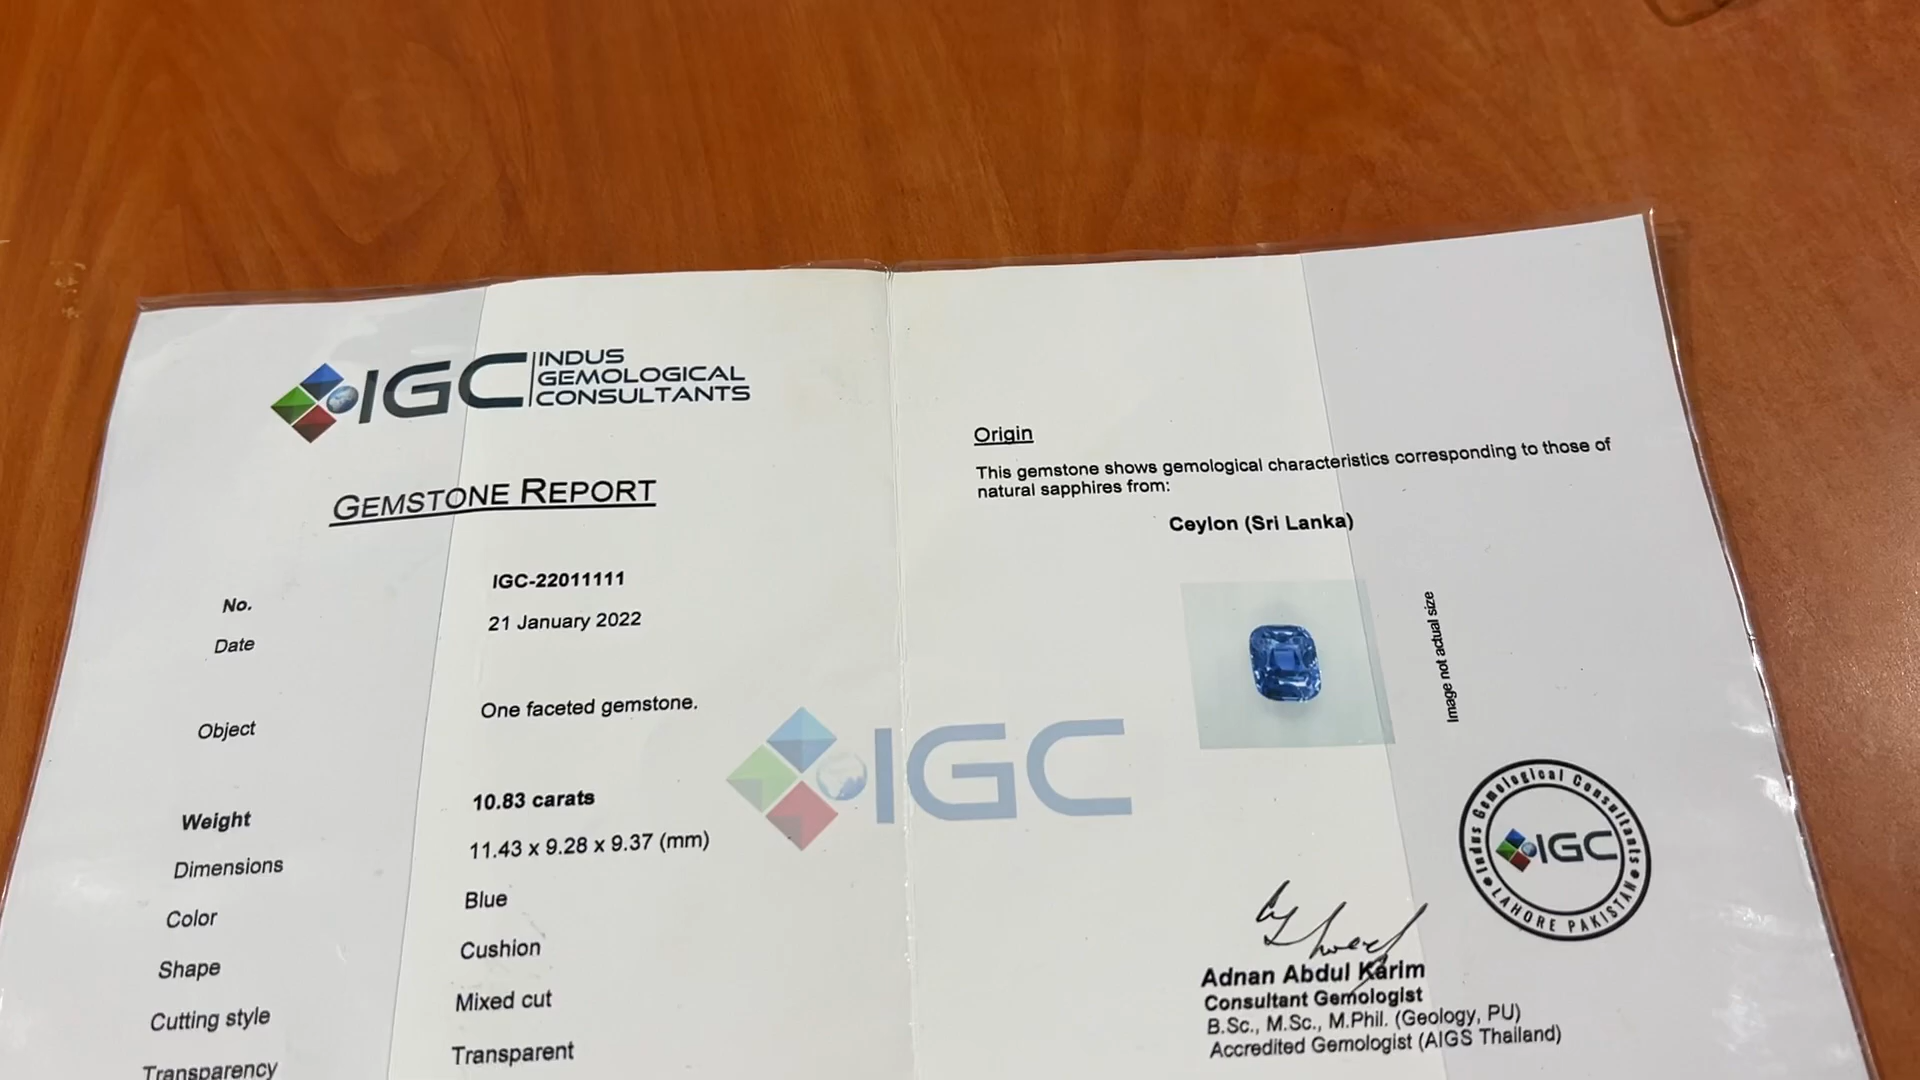 IGC
INDUS
GEMOLOGICAL
CONSULTANTS
GEMSTONE REPORT
No. IGC-22011111
Date 21 January 2022
Object One faceted gemstone.
Weight 10.83 carats
Dimensions 11.43 x 9.28 x 9.37 (mm)
Color Blue
Shape Cushion
Cutting style Mixed cut
Transparency Transparent
IGC
Origin
This gemstone shows gemological characteristics corresponding to those of
natural sapphires from:
Ceylon (Sri Lanka)
Image not actual size
Indus Gemological Consultants
IGC
LAHORE PAKISTAN
Adnan Abdul Karim
Consultant Gemologist
B.Sc., M.Sc., M.Phil. (Geology, PU)
Accredited Gemologist (AIGS Thailand)